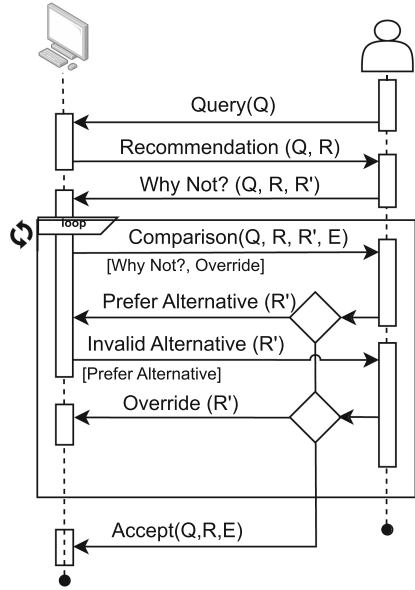 Query(Q)
Recommendation (Q, R)
Why Not? (Q, R, R')
loop
Comparison(Q, R, R', E)
[Why Not?, Override]
Prefer Alternative (R')
Invalid Alternative (R')
[Prefer Alternative]
Override (R')
Accept(Q,R,E)